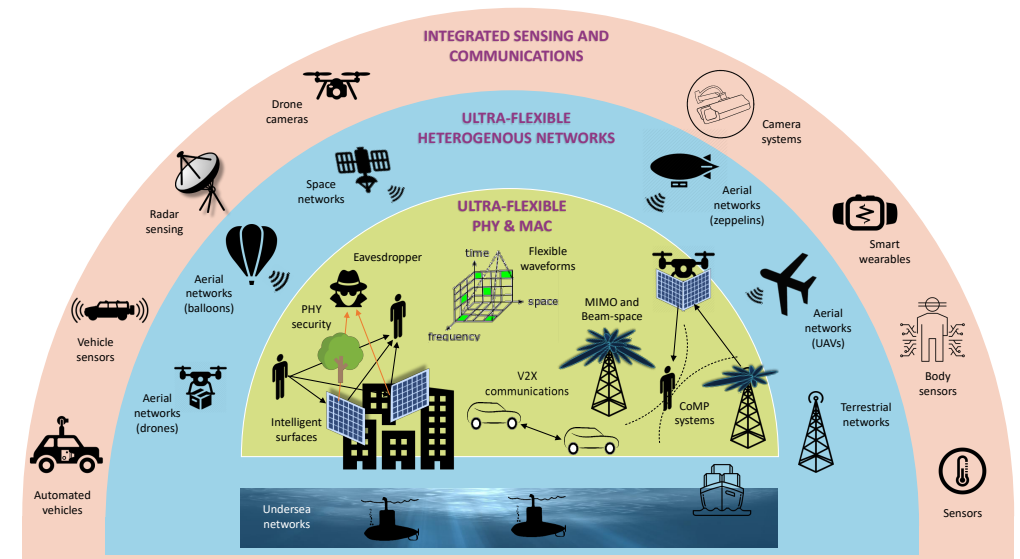 INTEGRATED SENSING AND
COMMUNICATIONS
Drone
cameras
Camera
systems
ULTRA-FLEXIBLE
HETEROGENOUS NETWORKS
Space
networks
Aerial
networks
(zeppelins)
Radar
sensing
Smart
wearables
ULTRA-FLEXIBLE
PHY & MAC
Eavesdropper
time
Flexible
waveforms
space
frequency
Aerial
networks
(balloons)
PHY
security
MIMO and
Beam-space
Aerial
networks
(UAVs)
Vehicle
sensors
Body
sensors
V2X
communications
Aerial
networks
(drones)
Intelligent
surfaces
CoMP
systems
Terrestrial
networks
Automated
vehicles
Undersea
networks
Sensors